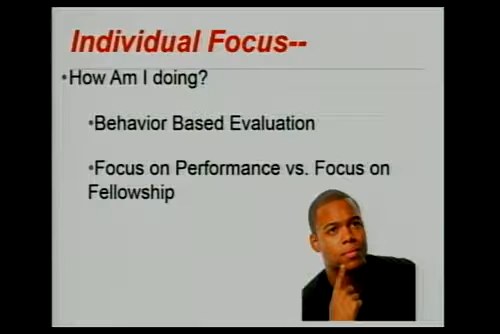 Individual Focus--
•How Am I doing?
•Behavior Based Evaluation
•Focus on Performance vs. Focus on
Fellowship